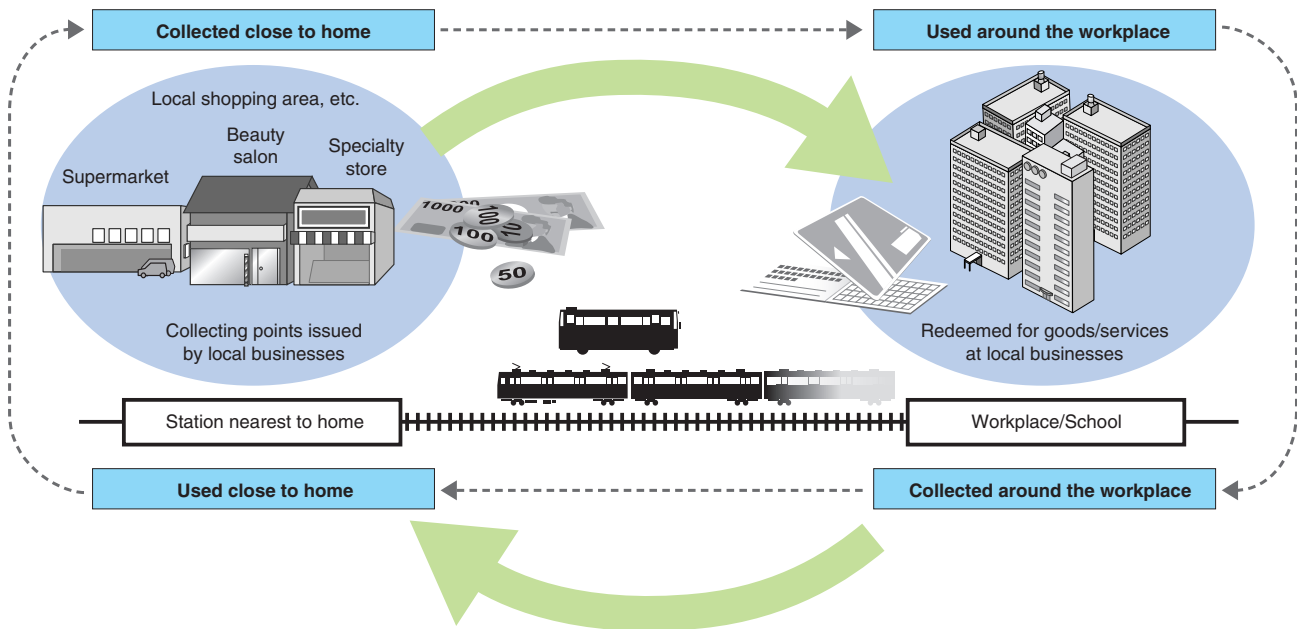 Collected close to home
Used around the workplace
Local shopping area, etc.
Beauty
salon
Specialty
store
Supermarket
1000
100
100
10
50
Collecting points issued
by local businesses
Redeemed for goods/services
at local businesses
Station nearest to home
Workplace/School
Used close to home
Collected around the workplace